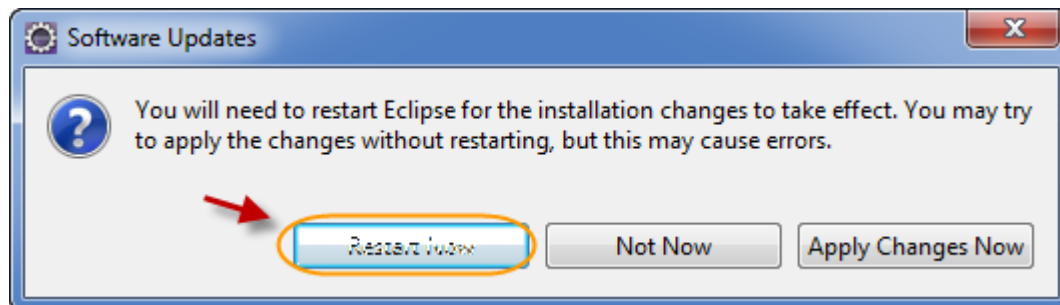 Software Updates
You will need to restart Eclipse for the installation changes to take effect. You may try
to apply the changes without restarting, but this may cause errors.
Restart Now Not Now Apply Changes Now